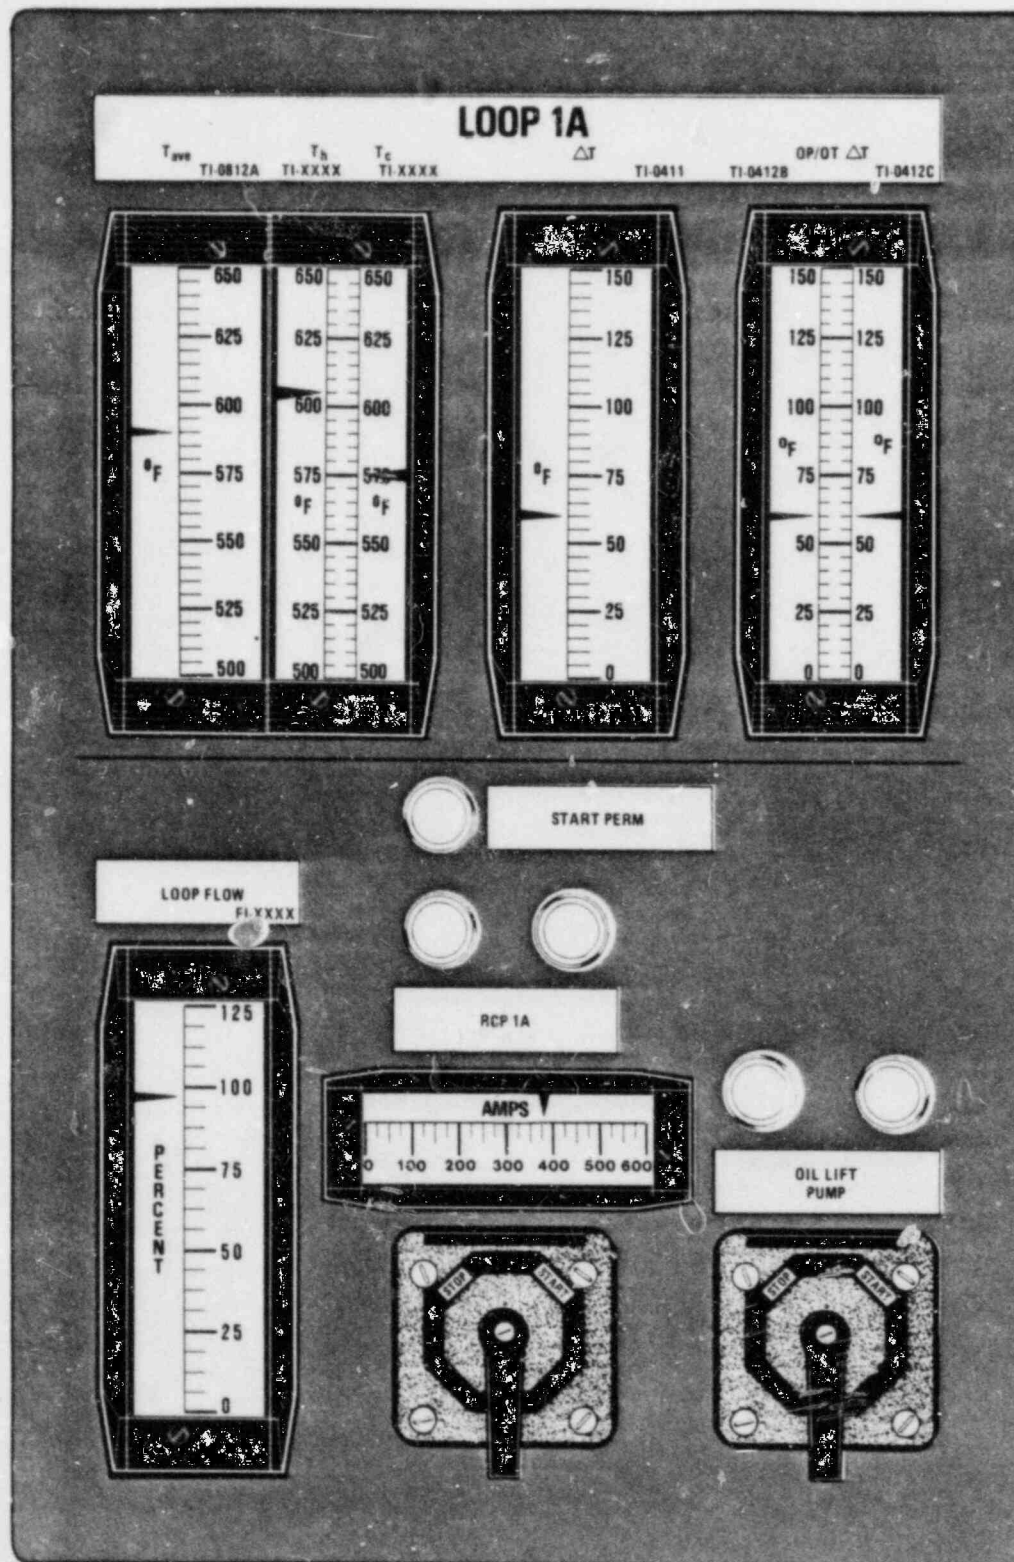 LOOP 1A
Tave Th Tc ΔT OP/OT ΔT
TI-0812A TI-XXXX TI-XXXX TI-0411 TI-0412B TI-0412C
650 650 650 150 150 150
625 625 625 125 125 125
600 600 600 100 100 100
°F °F °F
575 575 575 75 75 75
°F °F
550 550 550 50 50 50
525 525 525 25 25 25
500 500 500 0 0 0
START PERM
LOOP FLOW
FI-XXXX
RCP 1A
125
100
75
50
25
0
PERCENT
AMPS
0 100 200 300 400 500 600
OIL LIFT
PUMP
STOP START
STOP START